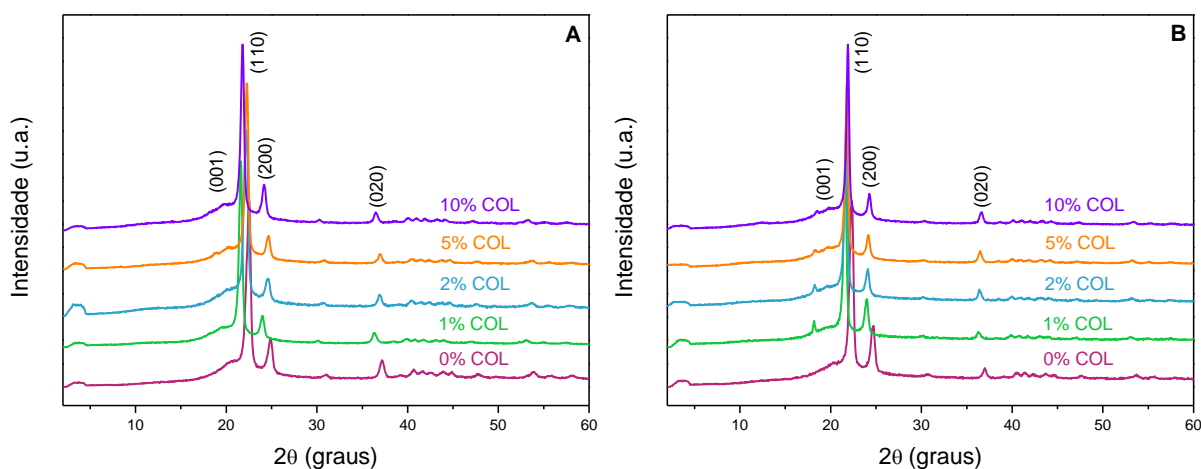 A
(110)
(001)
(200)
(020)
10% COL
5% COL
2% COL
1% COL
0% COL
Intensidade (u.a.)
10
20
30
40
50
60
2θ (graus)
B
(110)
(001)
(200)
(020)
10% COL
5% COL
2% COL
1% COL
0% COL
Intensidade (u.a.)
10
20
30
40
50
60
2θ (graus)